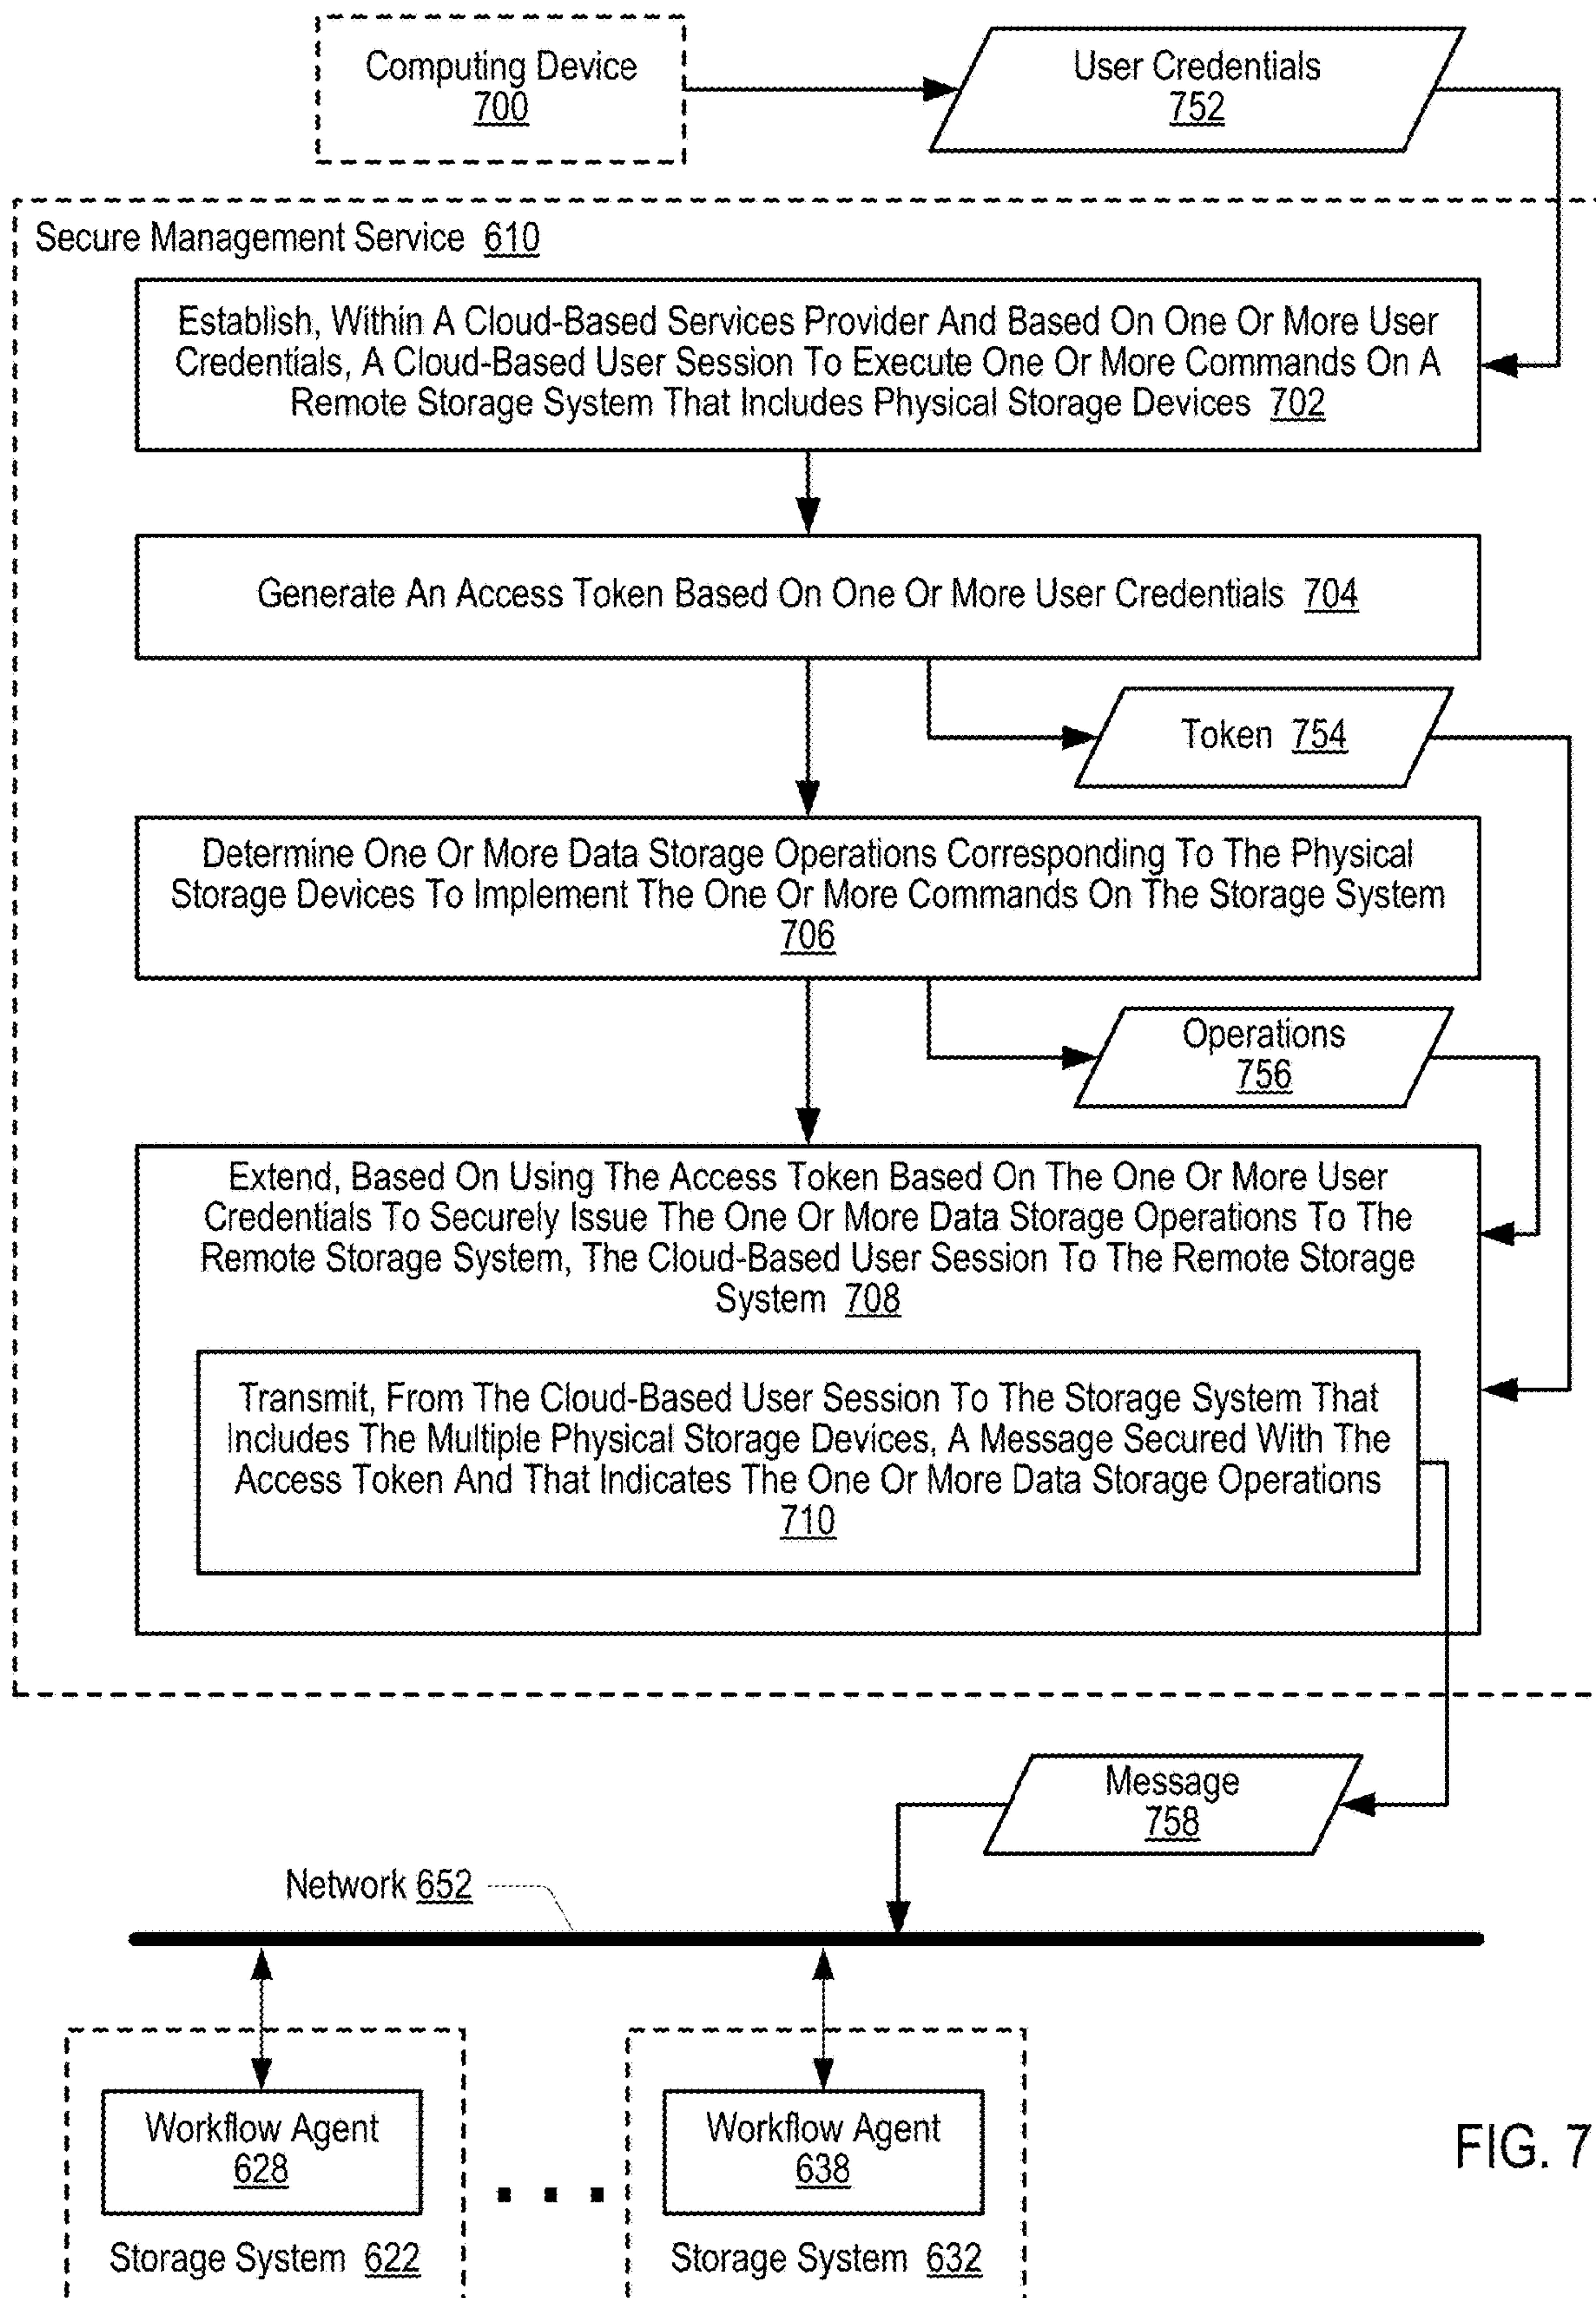 Computing Device
700
User Credentials
752
Secure Management Service 610
Establish, Within A Cloud-Based Services Provider And Based On One Or More User
Credentials, A Cloud-Based User Session To Execute One Or More Commands On A
Remote Storage System That Includes Physical Storage Devices 702
Generate An Access Token Based On One Or More User Credentials 704
Token 754
Determine One Or More Data Storage Operations Corresponding To The Physical
Storage Devices To Implement The One Or More Commands On The Storage System
706
Operations
756
Extend, Based On Using The Access Token Based On The One Or More User
Credentials To Securely Issue The One Or More Data Storage Operations To The
Remote Storage System, The Cloud-Based User Session To The Remote Storage
System 708
Transmit, From The Cloud-Based User Session To The Storage System That
Includes The Multiple Physical Storage Devices, A Message Secured With The
Access Token And That Indicates The One Or More Data Storage Operations
710
Message
758
Network 652
Workflow Agent
628
Storage System 622
Workflow Agent
638
Storage System 632
FIG. 7